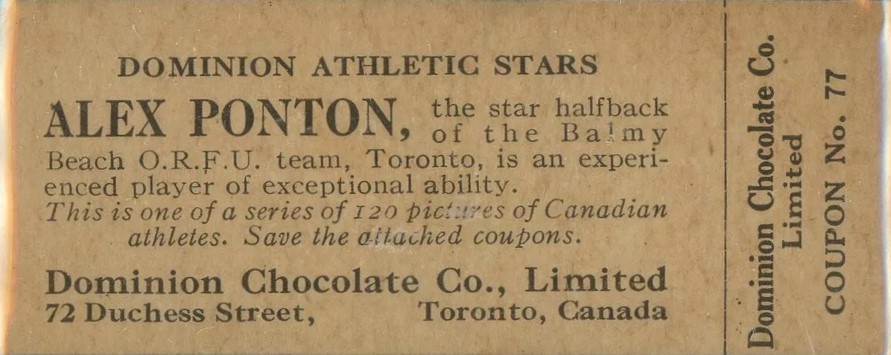 DOMINION ATHLETIC STARS
ALEX PONTON, the star halfback
of the Balmy
Beach O.R.F.U. team, Toronto, is an experi-
enced player of exceptional ability.
This is one of a series of 120 pictures of Canadian
athletes. Save the attached coupons.
Dominion Chocolate Co., Limited
72 Duchess Street, Toronto, Canada
Dominion Chocolate Co.
Limited
COUPON No. 77